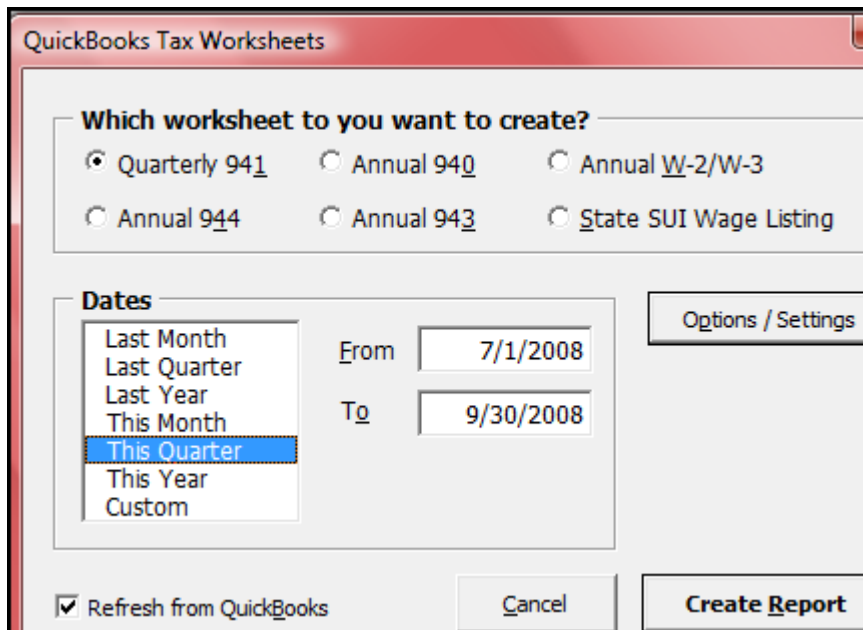 QuickBooks Tax Worksheets
Which worksheet to you want to create?
Quarterly 941 Annual 940 Annual W-2/W-3
Annual 944 Annual 943 State SUI Wage Listing
Dates
Last Month
Last Quarter
Last Year
This Month
This Quarter
This Year
Custom
From 7/1/2008
To 9/30/2008
Options / Settings
Refresh from QuickBooks Cancel Create Report